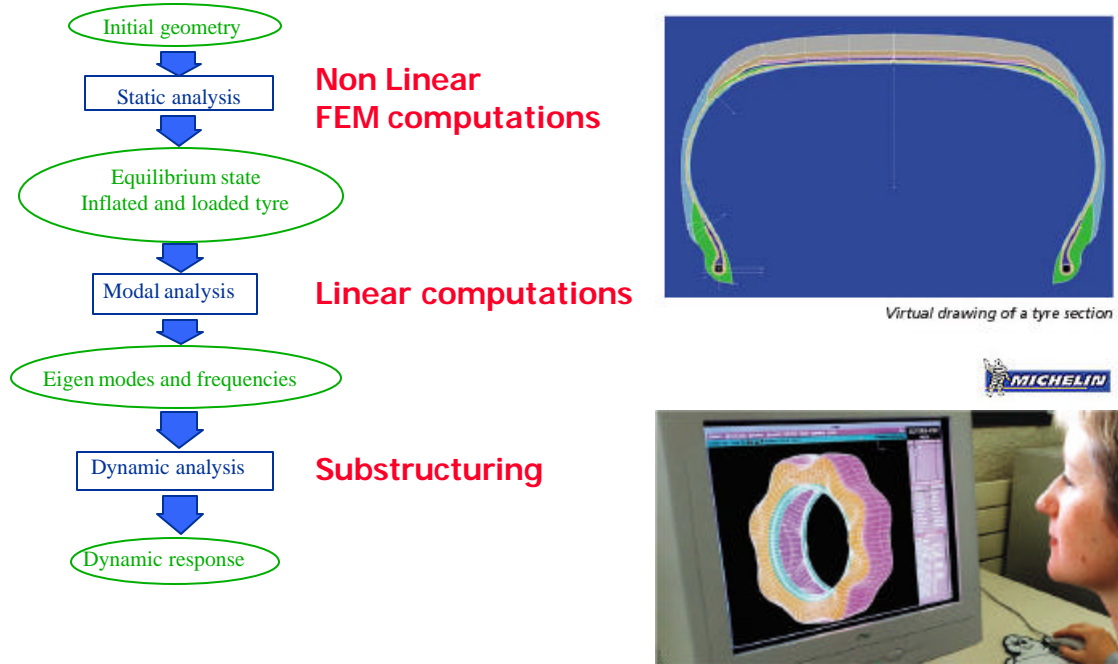 Initial geometry
Static analysis
Non Linear
FEM computations
Equilibrium state
Inflated and loaded tyre
Modal analysis
Linear computations
Eigen modes and frequencies
Dynamic analysis
Substructuring
Dynamic response
Virtual drawing of a tyre section
MICHELIN